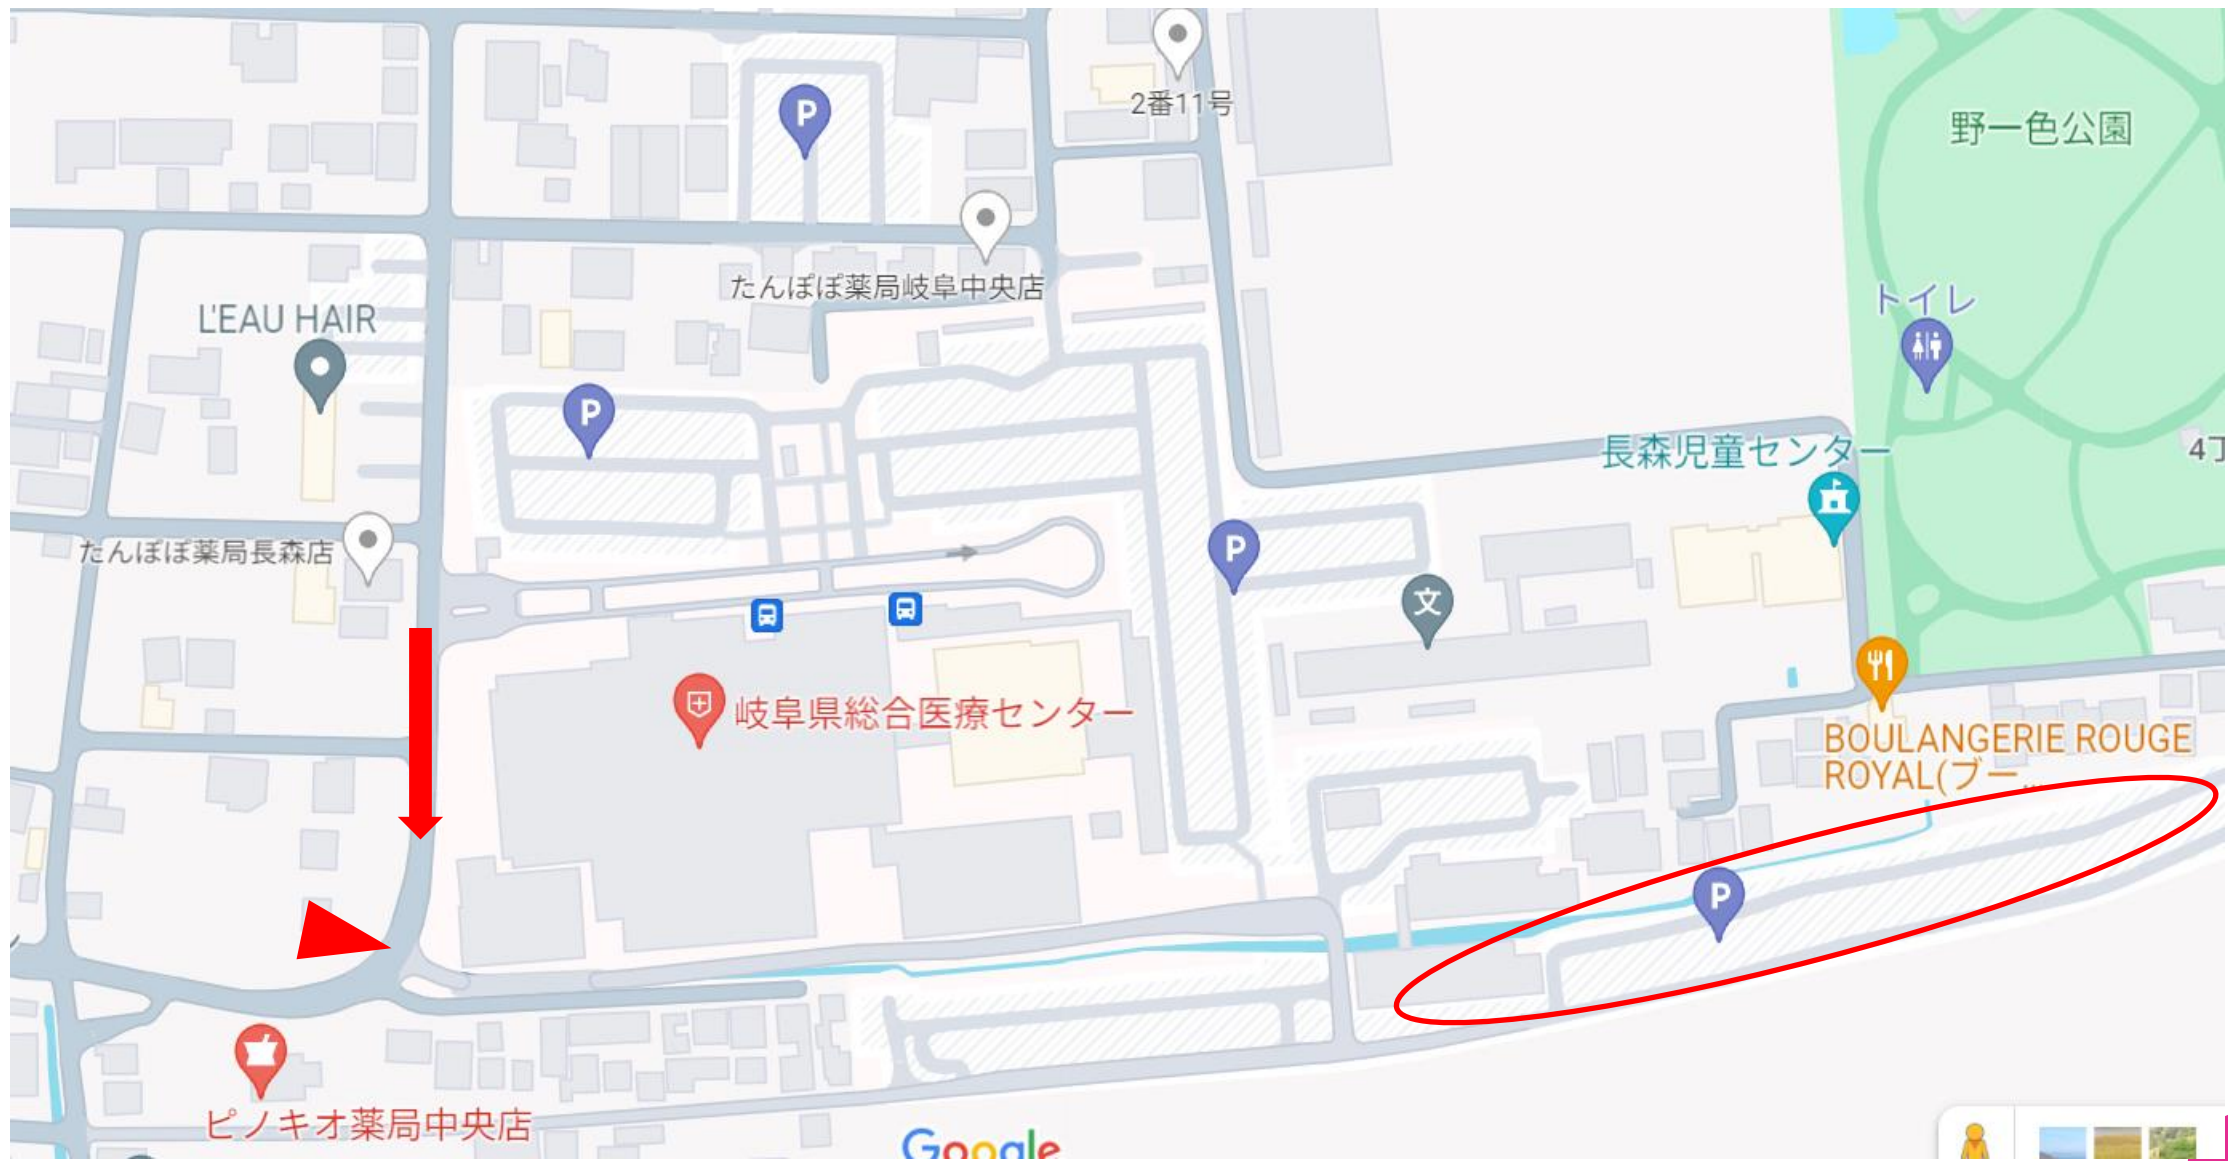 2番11号
野一色公園
P
たんぽぽ薬局岐阜中央店
トイレ
L'EAU HAIR
P
長森児童センター
4丁
たんぽぽ薬局長森店
P
文
岐阜県総合医療センター
BOULANGERIE ROUGE
ROYAL(ブー...
P
ピノキオ薬局中央店
Google